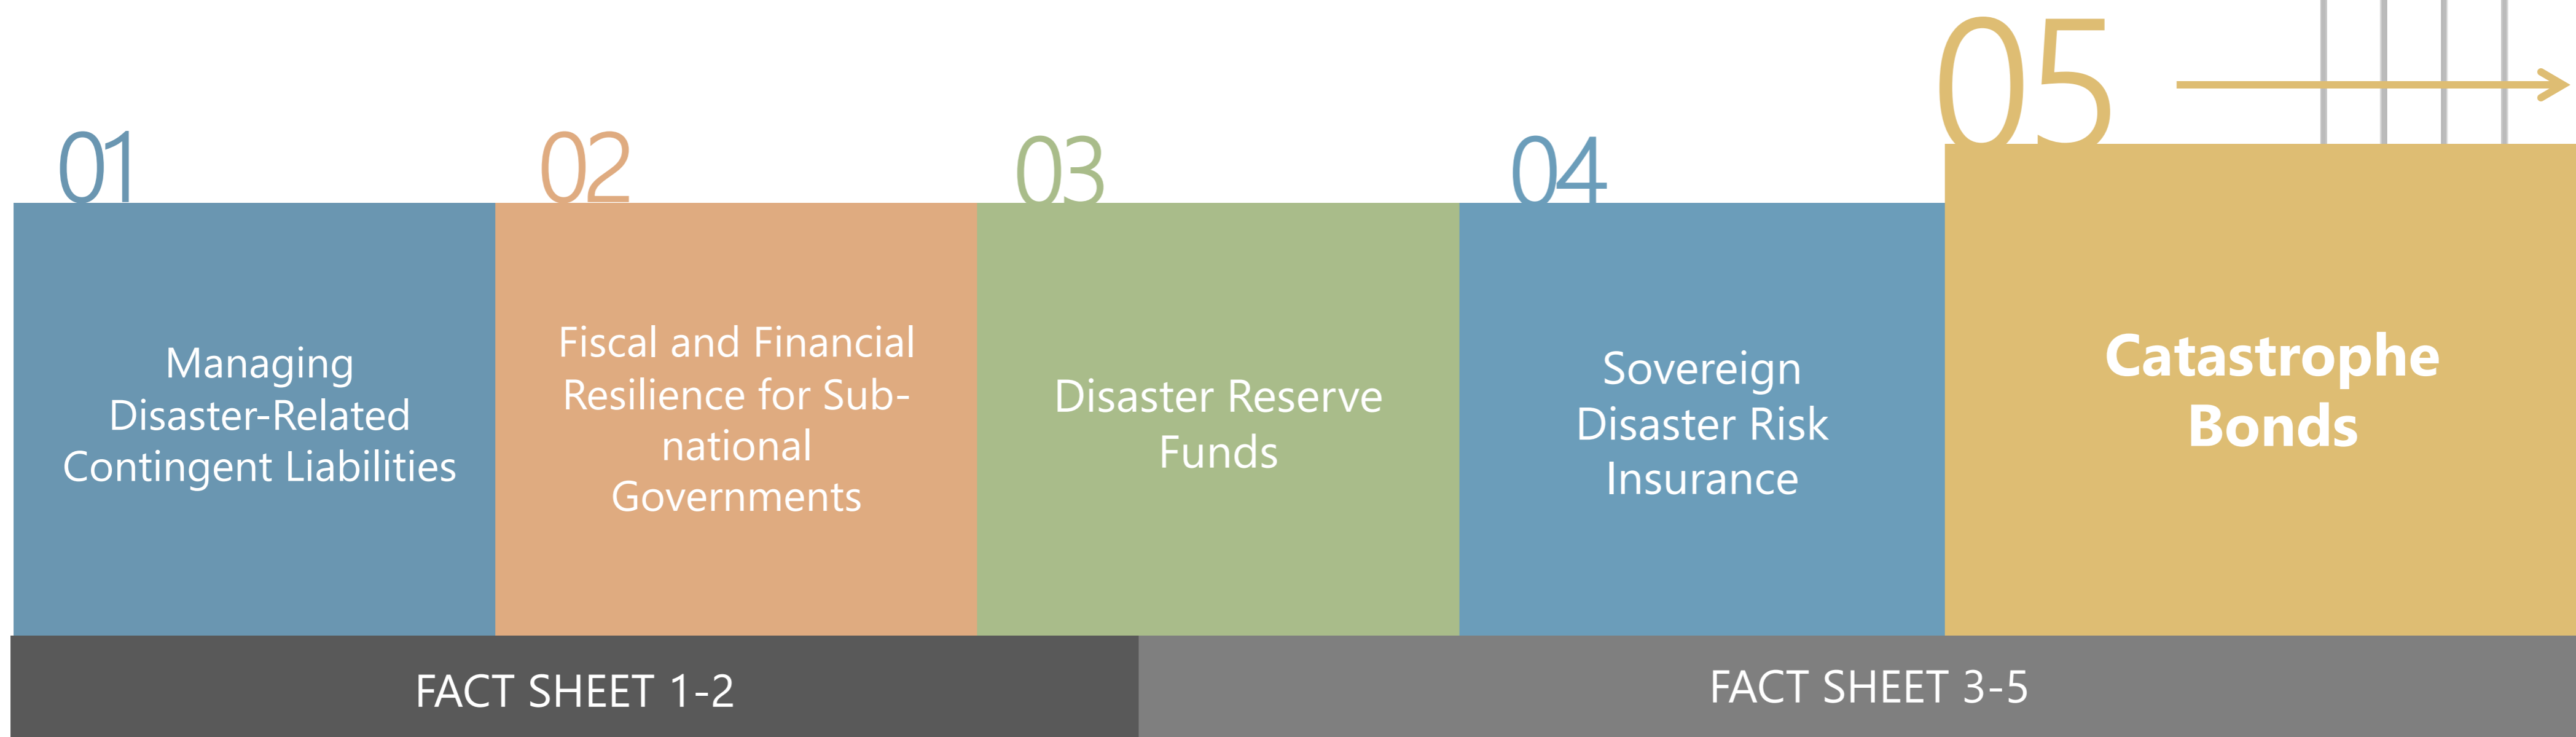 01
Managing
Disaster-Related
Contingent Liabilities
02
Fiscal and Financial
Resilience for Sub-
national
Governments
03
Disaster Reserve
Funds
04
Sovereign
Disaster Risk
Insurance
05
Catastrophe
Bonds
FACT SHEET 1-2
FACT SHEET 3-5